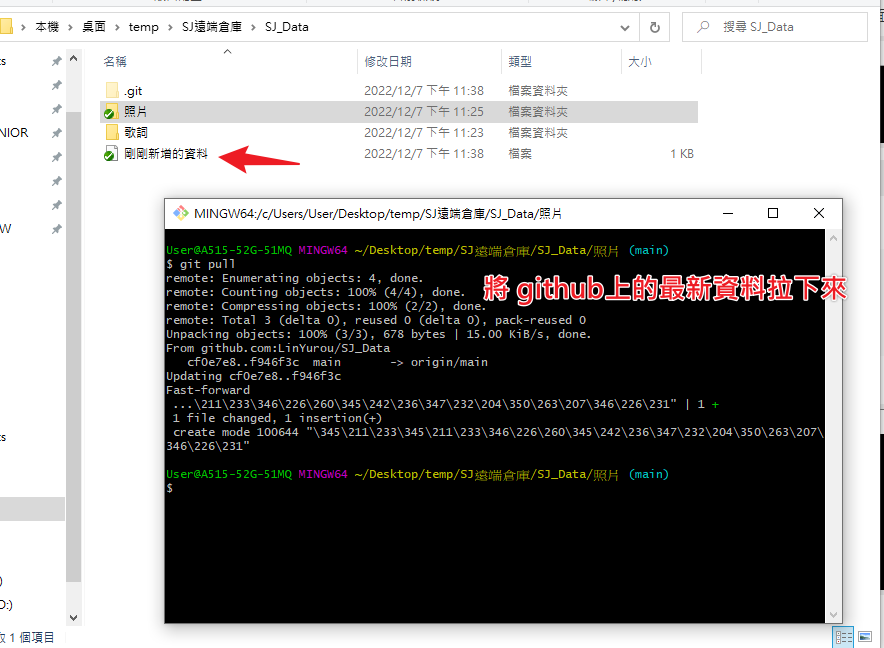 本機 › 桌面 › temp › SJ遠端倉庫 › SJ_Data
搜尋 SJ_Data
名稱 修改日期 類型 大小
.git 2022/12/7 下午 11:38 檔案資料夾
照片 2022/12/7 下午 11:25 檔案資料夾
歌詞 2022/12/7 下午 11:23 檔案資料夾
剛剛新增的資料 2022/12/7 下午 11:38 檔案 1 KB
NIOR
W
MINGW64:/c/Users/User/Desktop/temp/SJ遠端倉庫/SJ_Data/照片
User@A515-52G-51MQ MINGW64 ~/Desktop/temp/SJ遠端倉庫/SJ_Data/照片 (main)
$ git pull
remote: Enumerating objects: 4, done.
remote: Counting objects: 100% (4/4), done.
將 github上的最新資料拉下來
remote: Compressing objects: 100% (2/2), done.
remote: Total 3 (delta 0), reused 0 (delta 0), pack-reused 0
Unpacking objects: 100% (3/3), 678 bytes | 15.00 KiB/s, done.
From github.com:LinYurou/SJ_Data
cf0e7e8..f946f3c  main       -> origin/main
Updating cf0e7e8..f946f3c
Fast-forward
...\211\233\346\226\260\345\242\236\347\232\204\350\263\207\346\226\231" | 1 +
1 file changed, 1 insertion(+)
create mode 100644 "\345\211\233\345\211\233\346\226\260\345\242\236\347\232\204\350\263\207\
346\226\231"
User@A515-52G-51MQ MINGW64 ~/Desktop/temp/SJ遠端倉庫/SJ_Data/照片 (main)
$
1 個項目